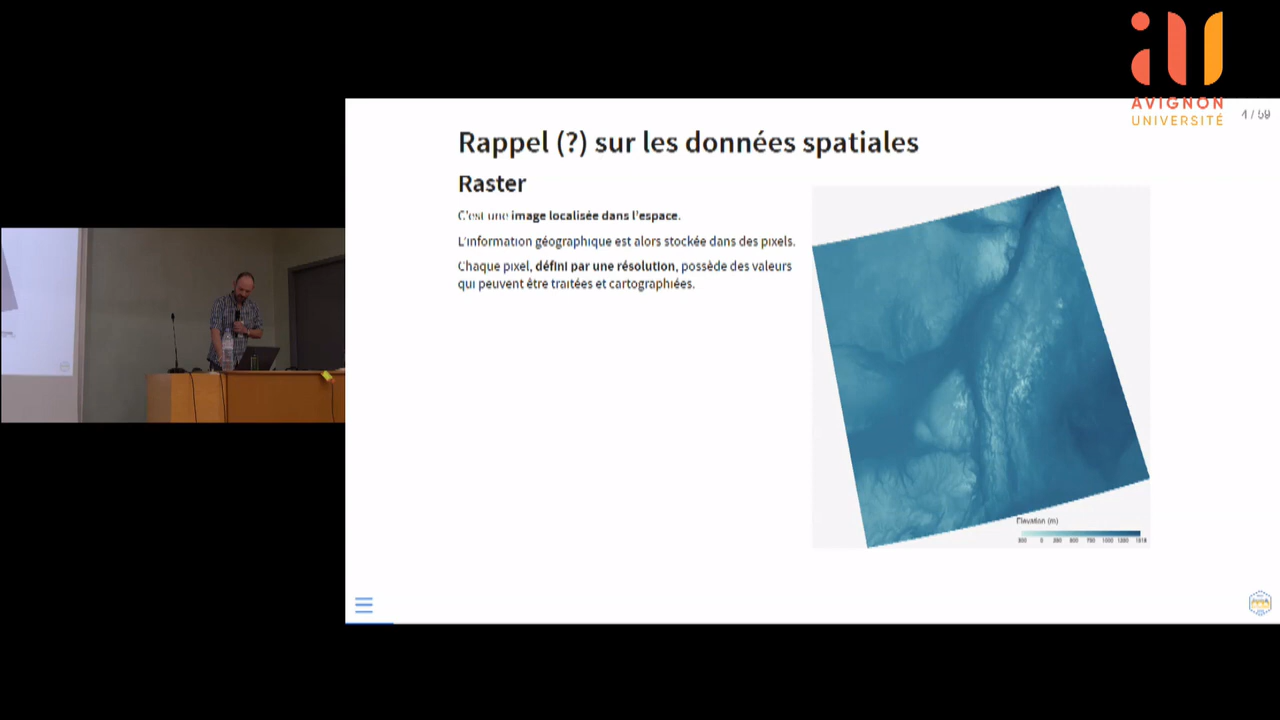 AVIGNON
UNIVERSITÉ
4 / 59
Rappel (?) sur les données spatiales
Raster
C'est une image localisée dans l'espace.
L'information géographique est alors stockée dans des pixels.
Chaque pixel, défini par une résolution, possède des valeurs
qui peuvent être traitées et cartographiées.
Elevation (m)